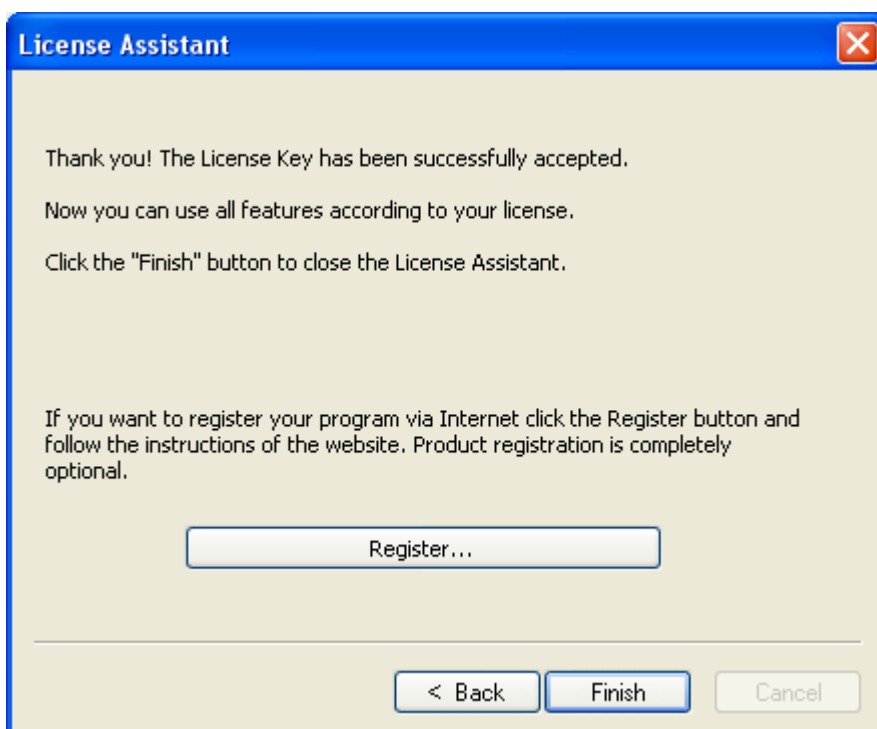 License Assistant
Thank you! The License Key has been successfully accepted.
Now you can use all features according to your license.
Click the "Finish" button to close the License Assistant.
If you want to register your program via Internet click the Register button and
follow the instructions of the website. Product registration is completely
optional.
Register...
< Back
Finish
Cancel